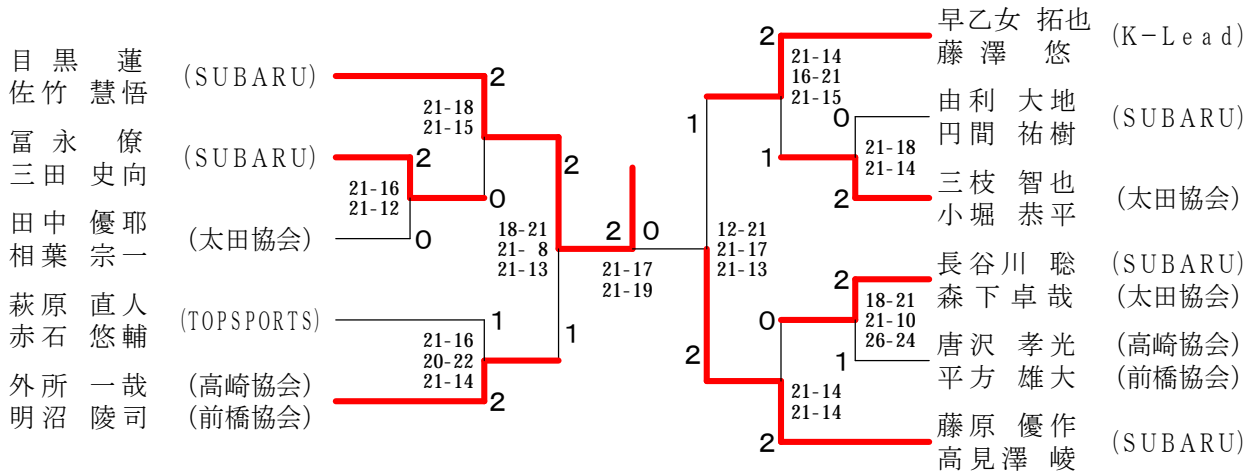 目黒 蓮
佐竹 慧悟
(SUBARU)
2
21-18
21-15
冨永 僚
三田 史向
(SUBARU)
2
0
21-16
21-12
田中 優耶
相葉 宗一
(太田協会)
0
2
18-21
21- 8
21-13
萩原 直人
赤石 悠輔
(TOPSPORTS)
1
21-16
20-22
21-14
1
外所 一哉
明沼 陵司
(高崎協会)
(前橋協会)
2
2 0
21-17
21-19
早乙女 拓也
藤澤 悠
(K-Lead)
2
21-14
16-21
21-15
1
由利 大地
円間 祐樹
(SUBARU)
0
21-18
21-14
1
三枝 智也
小堀 恭平
(太田協会)
2
12-21
21-17
21-13
長谷川 聡
森下 卓哉
(SUBARU)
(太田協会)
2
18-21
21-10
26-24
0
唐沢 孝光
平方 雄大
(高崎協会)
(前橋協会)
1
2
21-14
21-14
藤原 優作
高見澤 崚
(SUBARU)
2